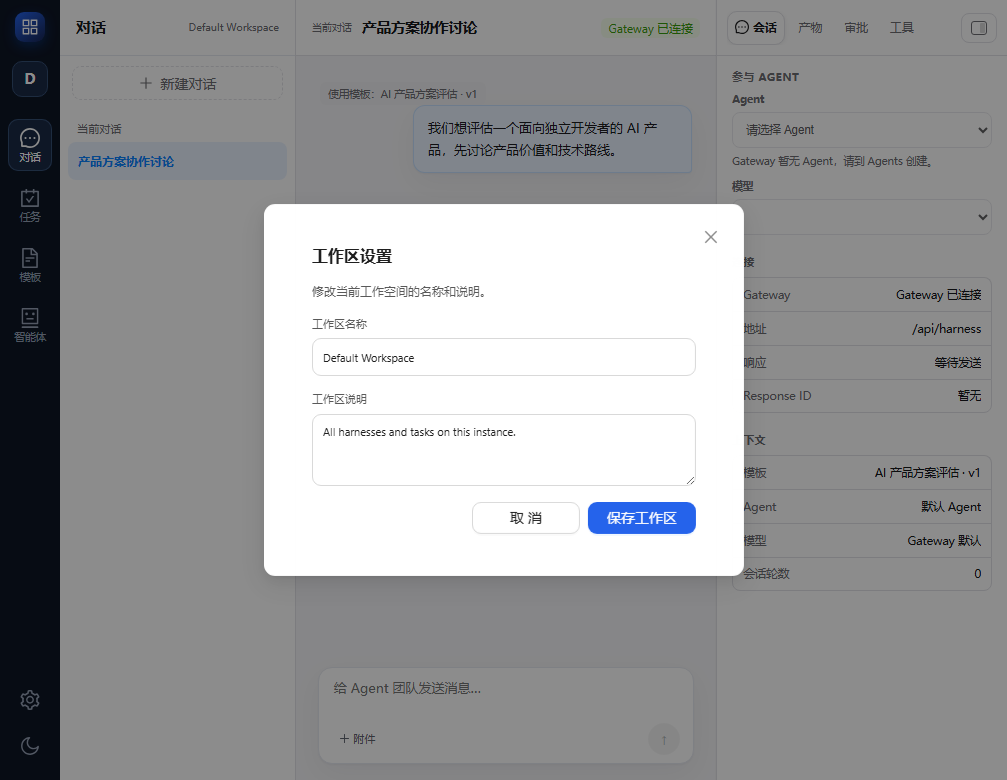 D
对话
任务
模板
智能体
对话
Default Workspace
新建对话
当前对话
产品方案协作讨论
当前对话
产品方案协作讨论
Gateway 已连接
使用模板：AI 产品方案评估 · v1
我们想评估一个面向独立开发者的 AI 产
品，先讨论产品价值和技术路线。
工作区设置
修改当前工作空间的名称和说明。
工作区名称
Default Workspace
工作区说明
All harnesses and tasks on this instance.
取 消
保存工作区
给 Agent 团队发送消息...
附件
会话
产物
审批
工具
参与 AGENT
Agent
请选择 Agent
Gateway 暂无 Agent，请到 Agents 创建。
模型
接
Gateway
Gateway 已连接
地址
/api/harness
响应
等待发送
Response ID
暂无
下文
模板
AI 产品方案评估 · v1
Agent
默认 Agent
模型
Gateway 默认
会话轮数
0